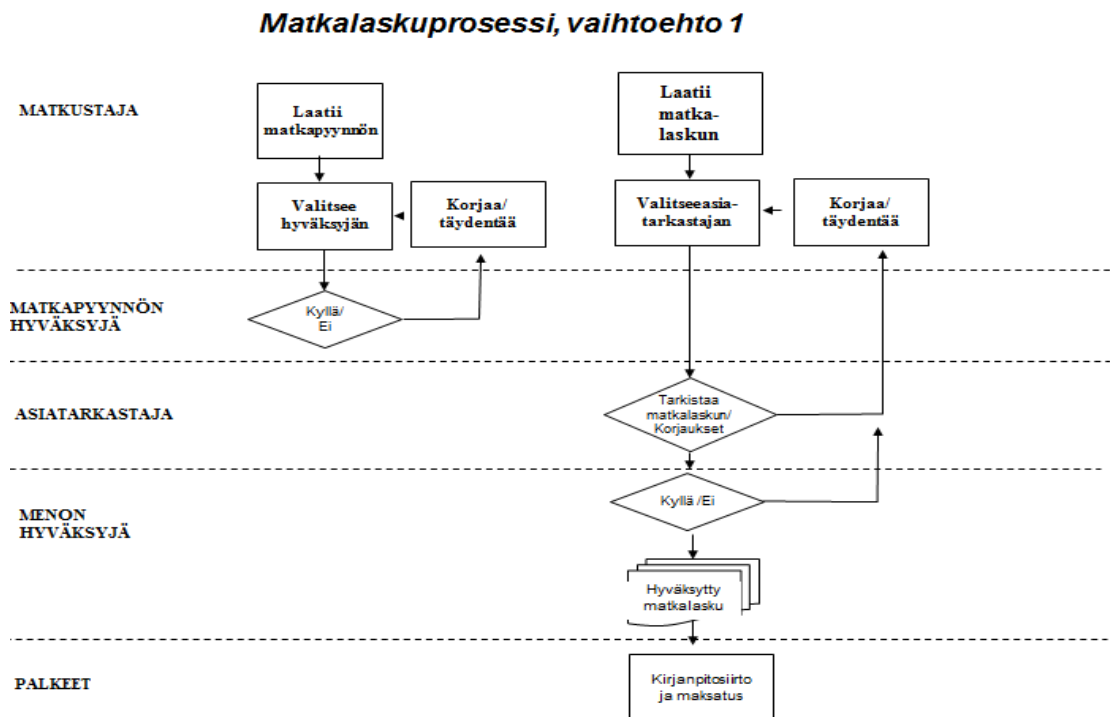 Matkalaskuprosessi, vaihtoehto 1
MATKUSTAJA
Laatii
matkapyynnön
Laatii
matka-
laskun
Valitsee
hyväksyjän
Korjaa/
täydentää
Valitseeasia-
tarkastajan
Korjaa/
täydentää
MATKAPYYNNÖN
HYVÄKSYJÄ
Kyllä/
Ei
ASIATARKASTAJA
Tarkistaa
matkalaskun/
Korjaukset
MENON
HYVÄKSYJÄ
Kyllä /Ei
Hyväksytty
matkalasku
PALKEET
Kirjanpitosiirto
ja maksatus